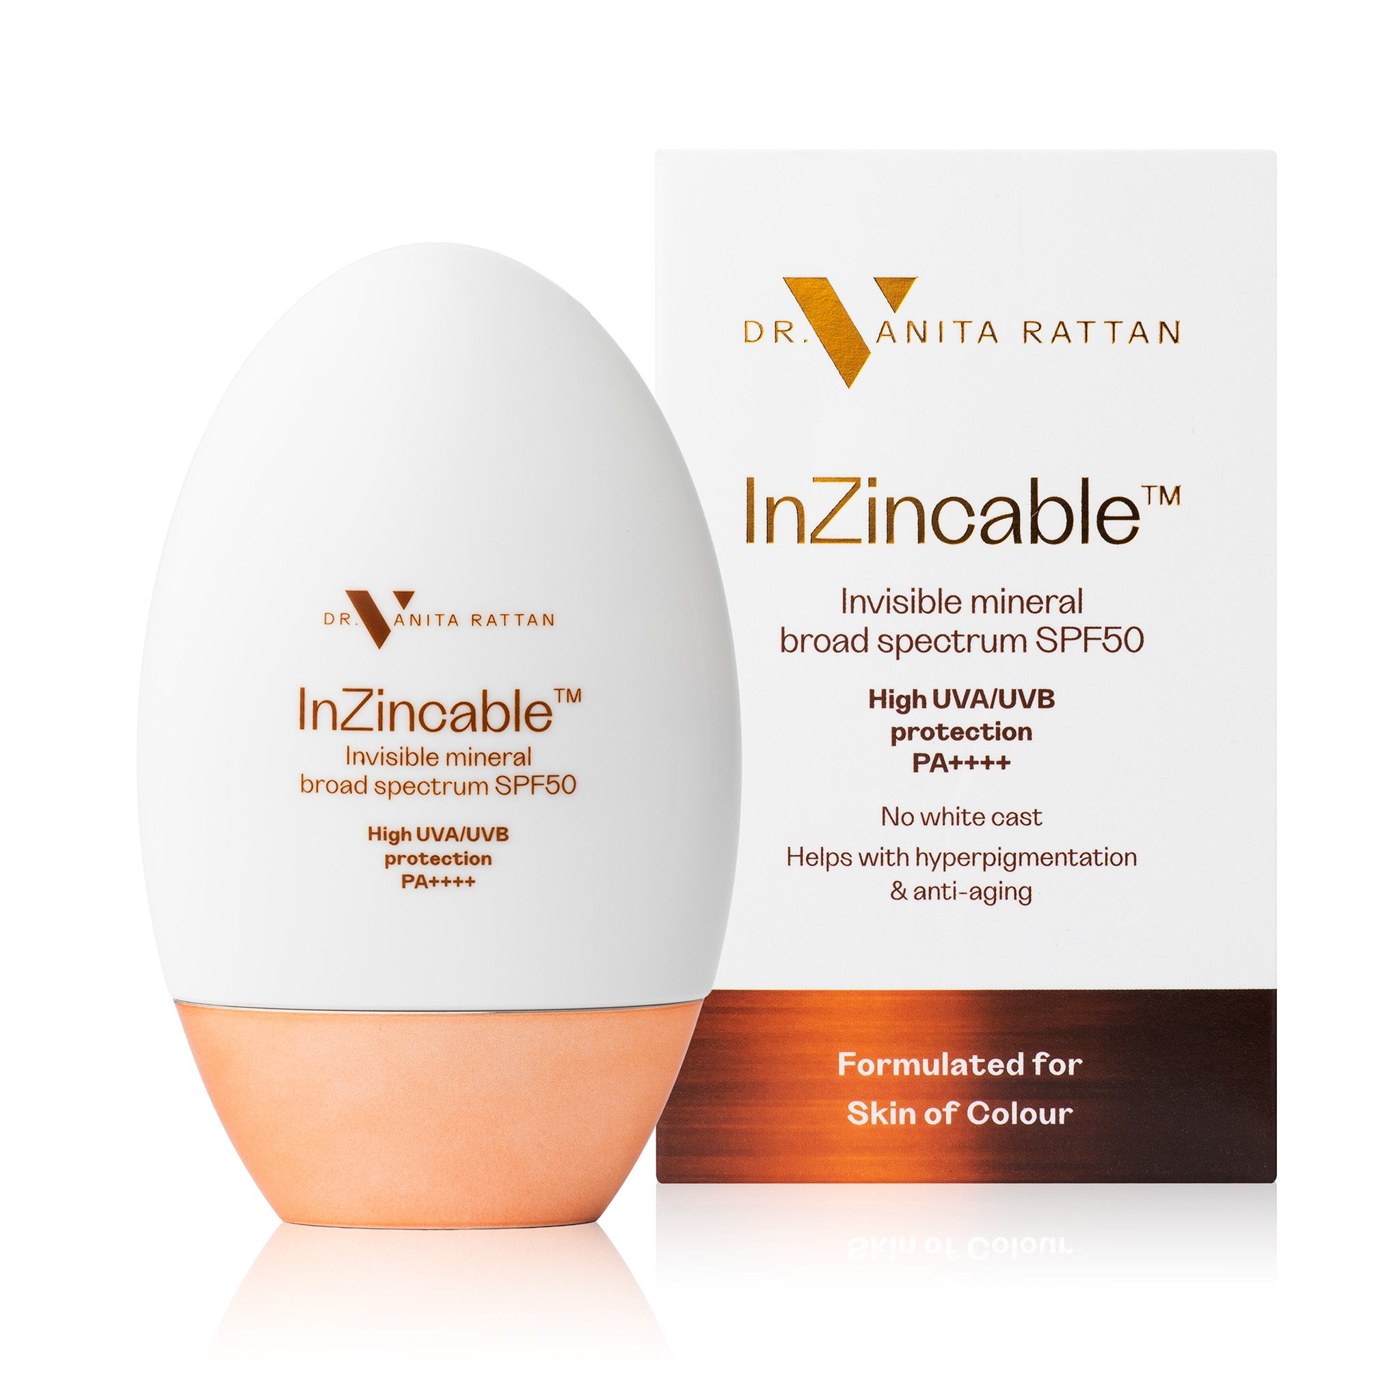 DR. VANITA RATTAN
InZincable™
Invisible mineral
broad spectrum SPF50
High UVA/UVB
protection
PA++++
DR. VANITA RATTAN
InZincable™
Invisible mineral
broad spectrum SPF50
High UVA/UVB
protection
PA++++
No white cast
Helps with hyperpigmentation
& anti-aging
Formulated for
Skin of Colour